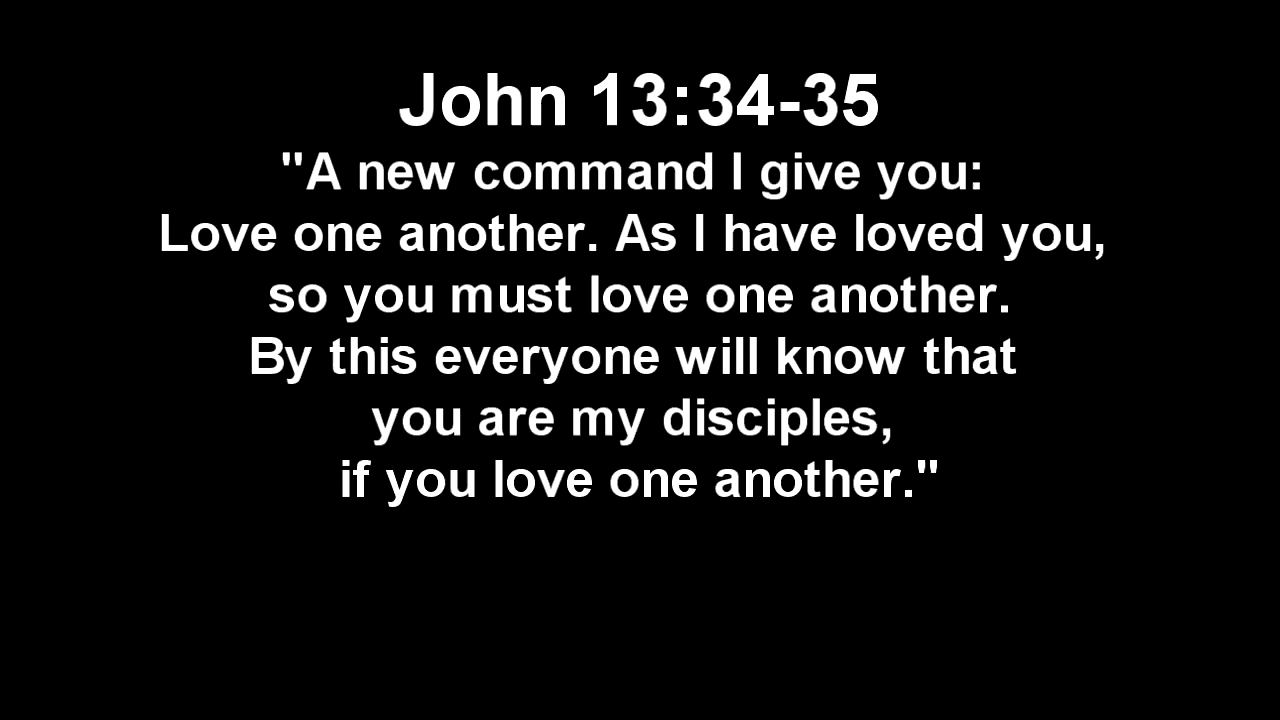 John 13:34-35
"A new command I give you:
Love one another. As I have loved you,
so you must love one another.
By this everyone will know that
you are my disciples,
if you love one another."